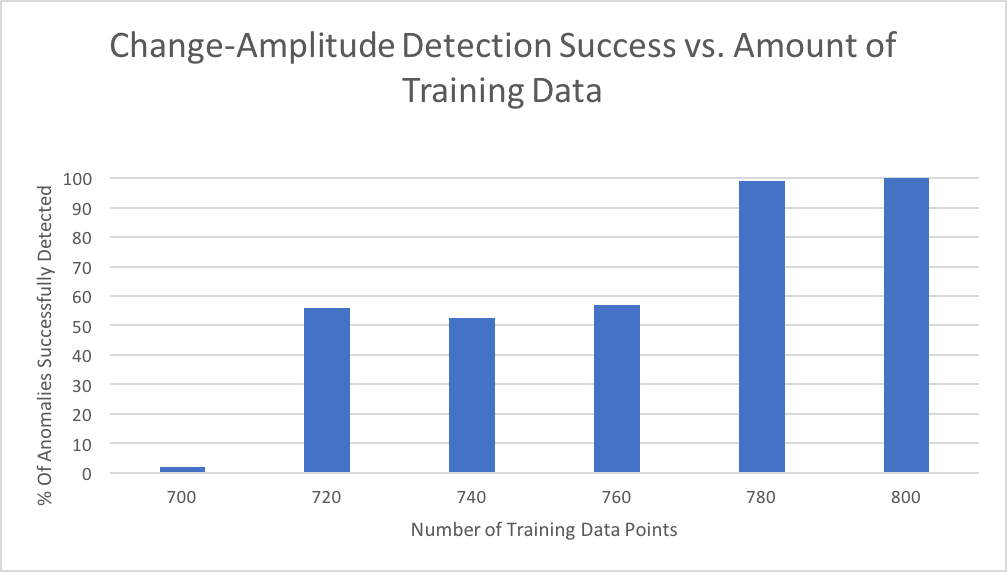 Change-Amplitude Detection Success vs. Amount of
Training Data
% Of Anomalies Successfully Detected
100
90
80
70
60
50
40
30
20
10
0
700 720 740 760 780 800
Number of Training Data Points